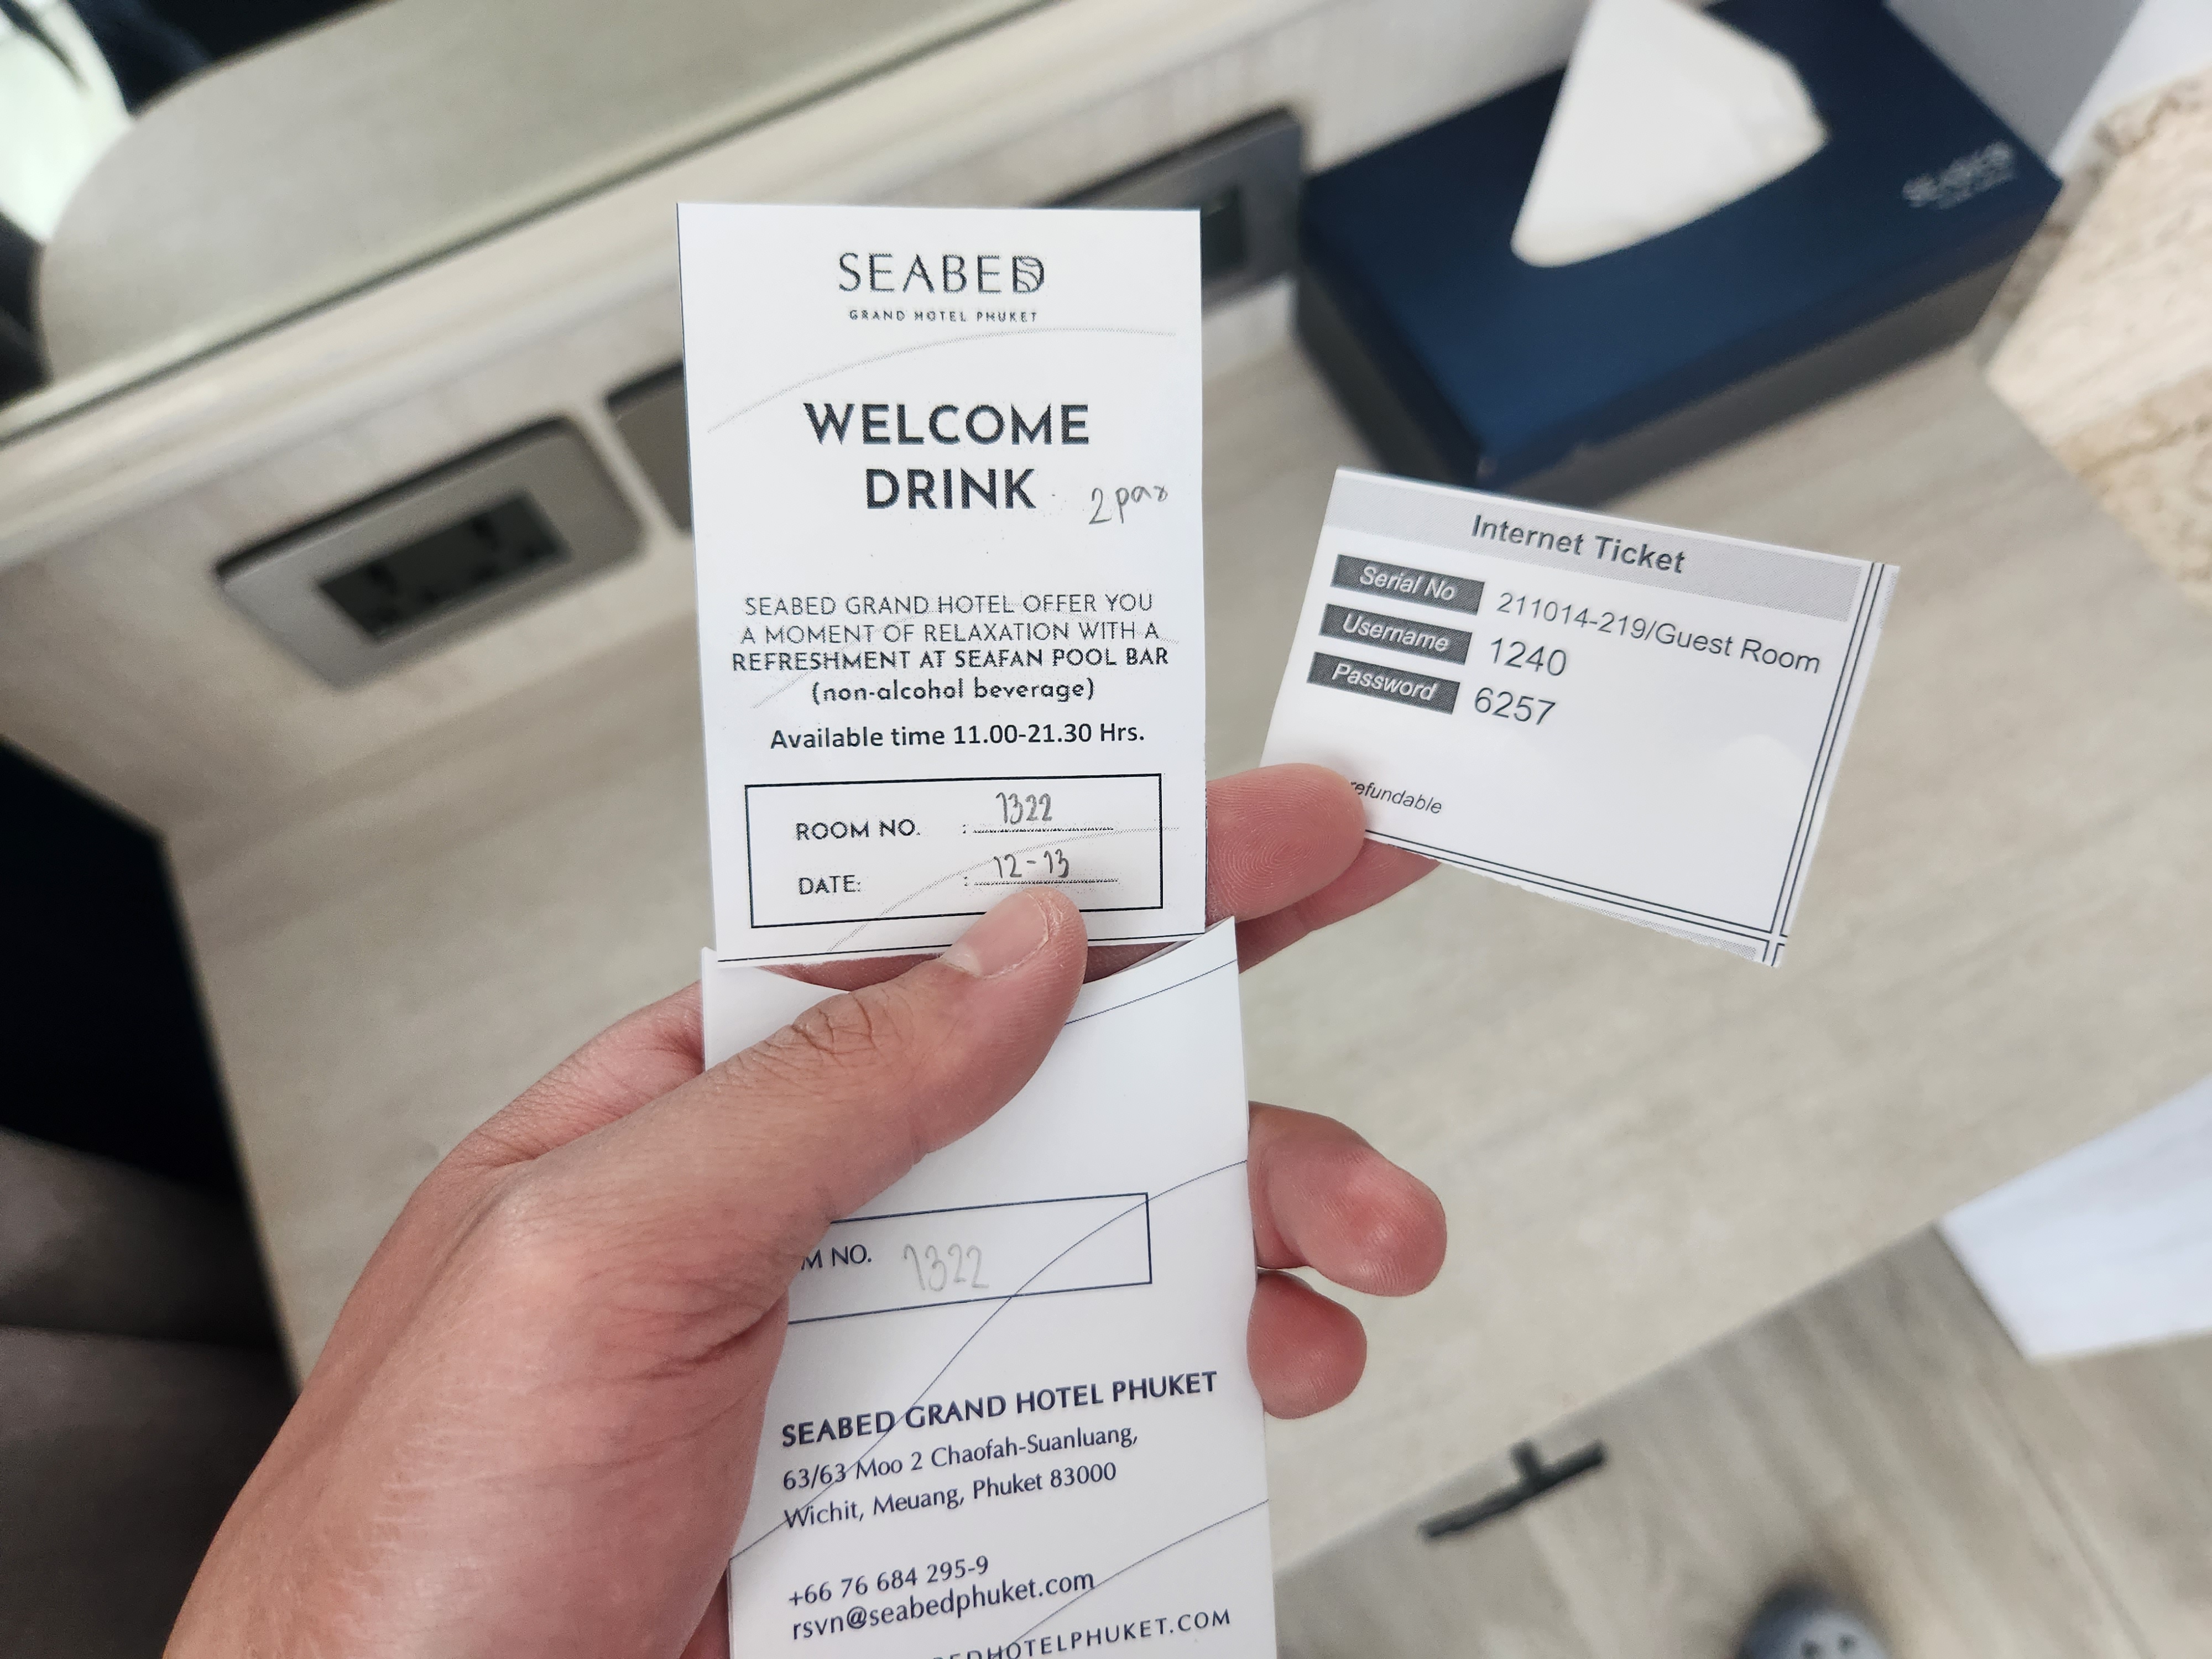 SEABED
GRAND HOTEL PHUKET
WELCOME
DRINK
2 pax
SEABED GRAND HOTEL OFFER YOU
A MOMENT OF RELAXATION WITH A
REFRESHMENT AT SEAFAN POOL BAR
(non-alcohol beverage)
Available time 11.00-21.30 Hrs.
ROOM NO. : 1322
DATE: : 12-13
Internet Ticket
Serial No 211014-219/Guest Room
Username 1240
Password 6257
refundable
M NO. 1322
SEABED GRAND HOTEL PHUKET
63/63 Moo 2 Chaofah-Suanluang,
Wichit, Meuang, Phuket 83000
+66 76 684 295-9
rsvn@seabedphuket.com
EDHOTELPHUKET.COM
SEABED